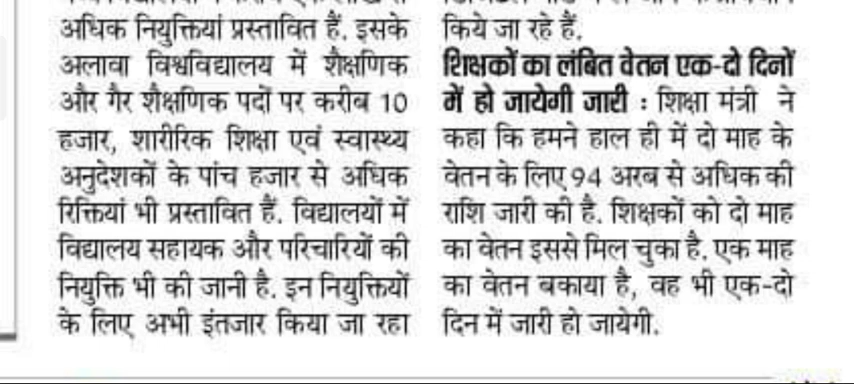 अधिक नियुक्तियां प्रस्तावित हैं. इसके
अलावा विश्वविद्यालय में शैक्षणिक
और गैर शैक्षणिक पदों पर करीब 10
हजार, शारीरिक शिक्षा एवं स्वास्थ्य
अनुदेशकों के पांच हजार से अधिक
रिक्तियां भी प्रस्तावित हैं. विद्यालयों में
विद्यालय सहायक और परिचारियों की
नियुक्ति भी की जानी है. इन नियुक्तियों
के लिए अभी इंतजार किया जा रहा
किये जा रहे हैं.
शिक्षकों का लंबित वेतन एक-दो दिनों
में हो जायेगी जारी : शिक्षा मंत्री ने
कहा कि हमने हाल ही में दो माह के
वेतन के लिए 94 अरब से अधिक की
राशि जारी की है. शिक्षकों को दो माह
का वेतन इससे मिल चुका है. एक माह
का वेतन बकाया है, वह भी एक-दो
दिन में जारी हो जायेगी.